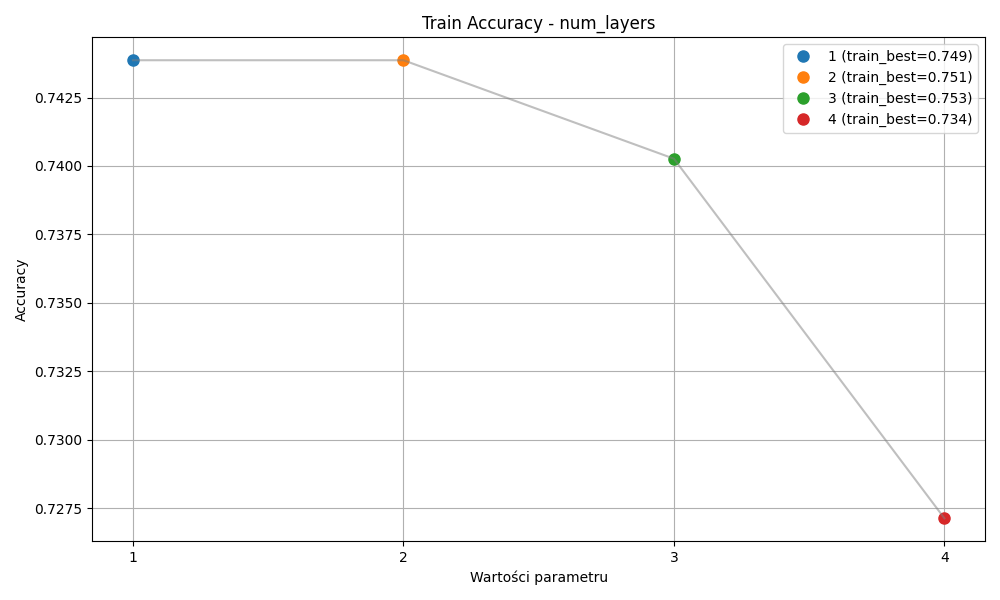 Train Accuracy - num_layers
1 (train_best=0.749)
2 (train_best=0.751)
3 (train_best=0.753)
4 (train_best=0.734)
Accuracy
0.7425
0.7400
0.7375
0.7350
0.7325
0.7300
0.7275
1 2 3 4
Wartości parametru